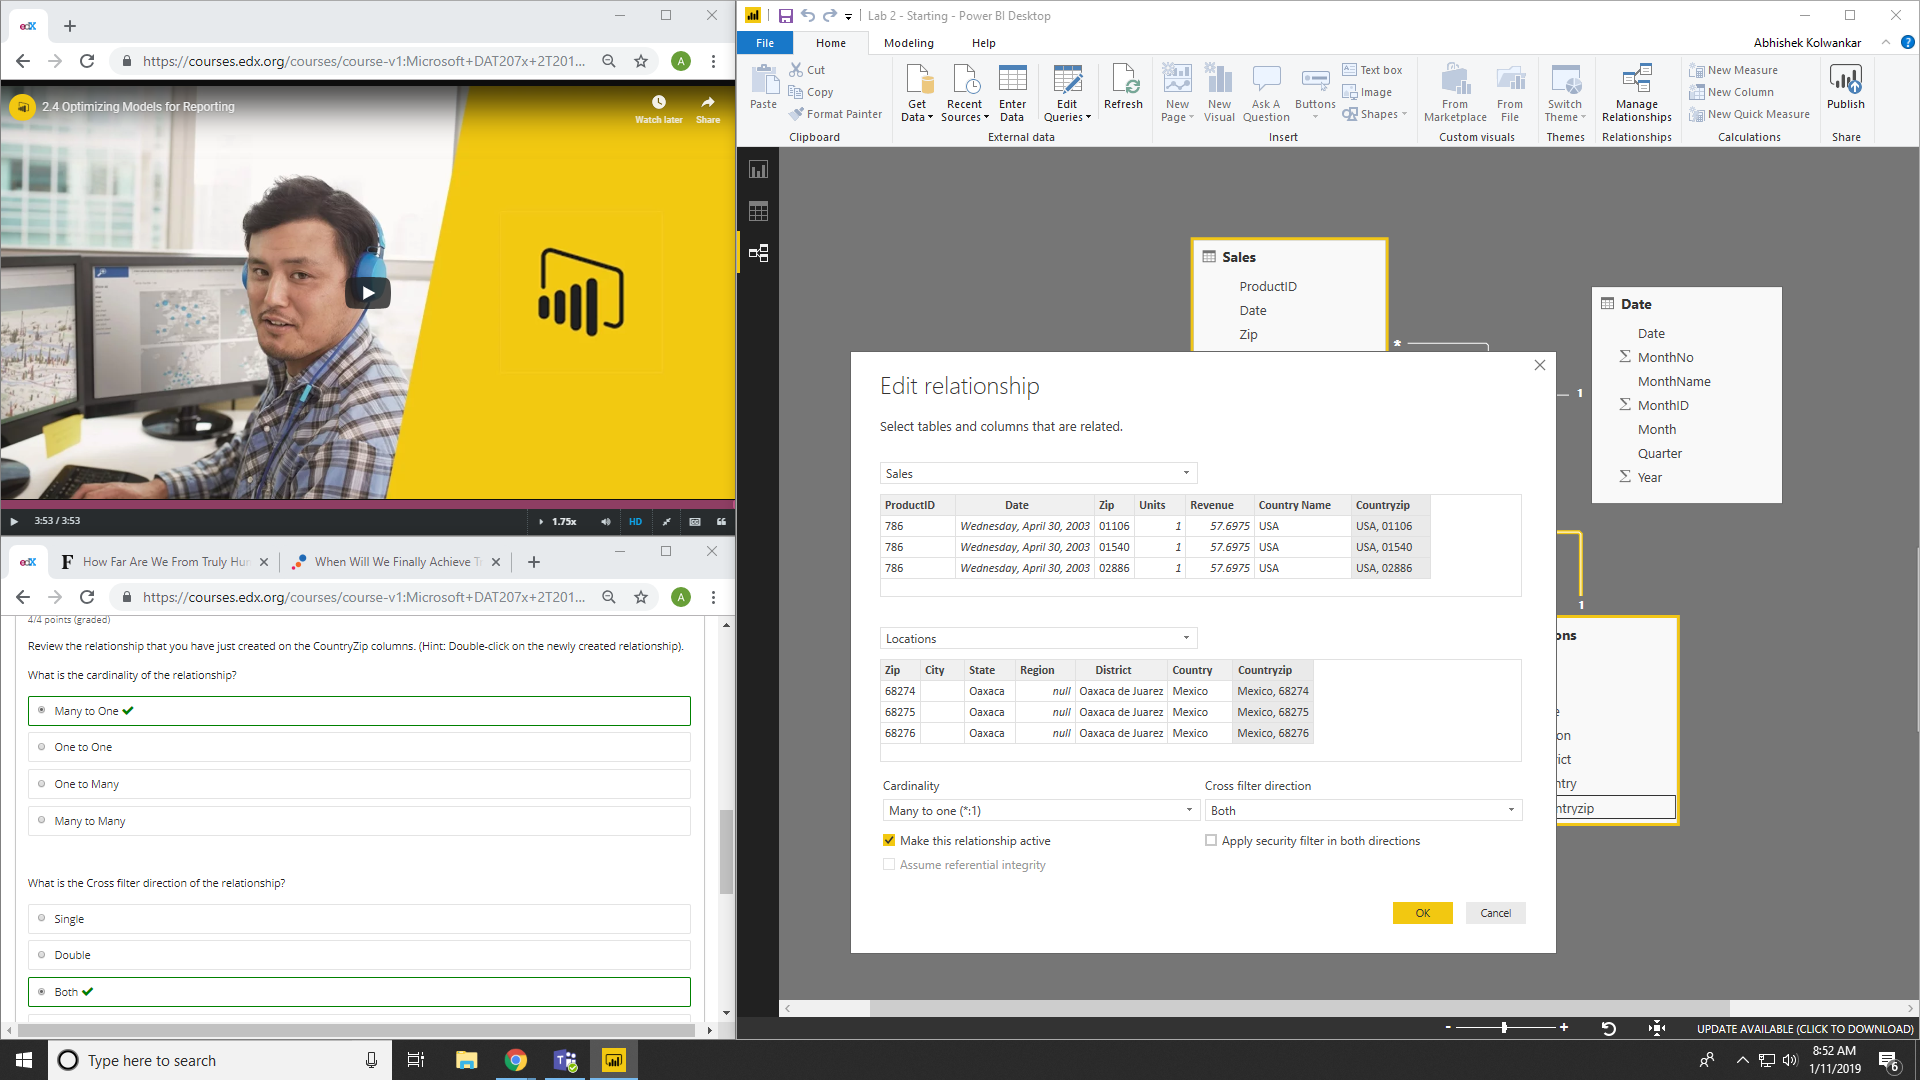 edX
https://courses.edx.org/courses/course-v1:Microsoft+DAT207x+2T201...
A
2.4 Optimizing Models for Reporting
Watch later
Share
3:53 / 3:53
1.75x
HD
edX
F How Far Are We From Truly Hur
When Will We Finally Achieve T
https://courses.edx.org/courses/course-v1:Microsoft+DAT207x+2T201...
A
4/4 points (graded)
Review the relationship that you have just created on the CountryZip columns. (Hint: Double-click on the newly created relationship).
What is the cardinality of the relationship?
Many to One
One to One
One to Many
Many to Many
What is the Cross filter direction of the relationship?
Single
Double
Both
Lab 2 - Starting - Power BI Desktop
File Home Modeling Help
Abhishek Kolwankar
Paste
Cut
Copy
Format Painter
Clipboard
Get Data
Recent Sources
Enter Data
Edit Queries
External data
Refresh
New Page
New Visual
Ask A Question
Buttons
Text box
Image
Shapes
Insert
From Marketplace
From File
Custom visuals
Switch Theme
Themes
Manage Relationships
Relationships
New Measure
New Column
New Quick Measure
Calculations
Publish
Share
Sales
ProductID
Date
Zip
*
1
Date
Date
Σ MonthNo
MonthName
Σ MonthID
Month
Quarter
Σ Year
1
ons
e
on
ict
ntry
ntryzip
Edit relationship
Select tables and columns that are related.
Sales
ProductID Date Zip Units Revenue Country Name Countryzip
786 Wednesday, April 30, 2003 01106 1 57.6975 USA USA, 01106
786 Wednesday, April 30, 2003 01540 1 57.6975 USA USA, 01540
786 Wednesday, April 30, 2003 02886 1 57.6975 USA USA, 02886
Locations
Zip City State Region District Country Countryzip
68274 Oaxaca null Oaxaca de Juarez Mexico Mexico, 68274
68275 Oaxaca null Oaxaca de Juarez Mexico Mexico, 68275
68276 Oaxaca null Oaxaca de Juarez Mexico Mexico, 68276
Cardinality
Many to one (*:1)
Cross filter direction
Both
Make this relationship active
Apply security filter in both directions
Assume referential integrity
OK
Cancel
- +
UPDATE AVAILABLE (CLICK TO DOWNLOAD)
Type here to search
8:52 AM
1/11/2019
6